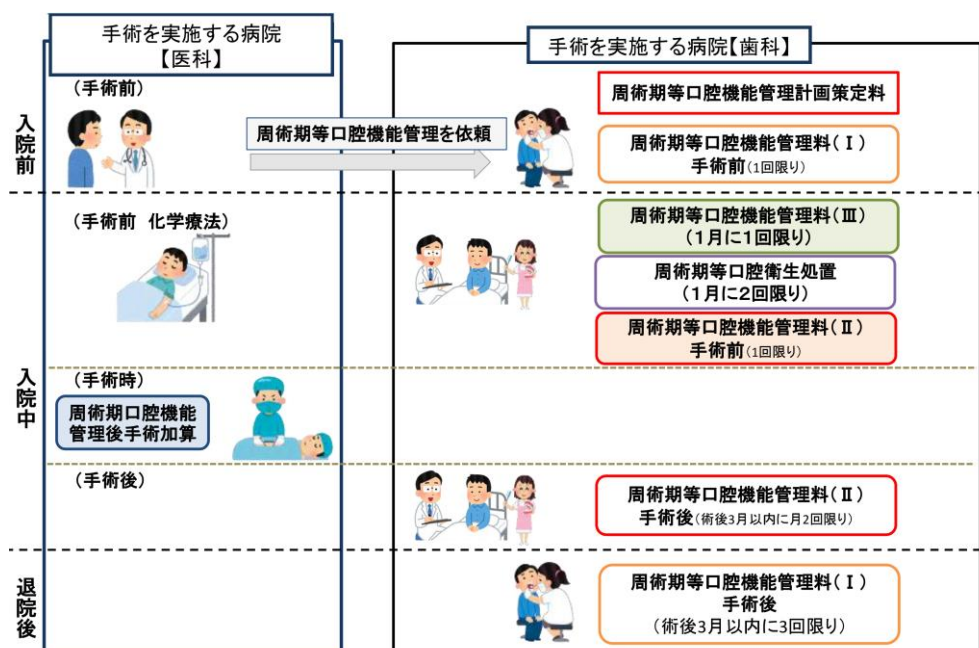 手術を実施する病院
【医科】
手術を実施する病院【歯科】
入院前
(手術前)
周術期等口腔機能管理を依頼
周術期等口腔機能管理計画策定料
周術期等口腔機能管理料(Ⅰ)
手術前(1回限り)
入院中
(手術前 化学療法)
周術期等口腔機能管理料(Ⅲ)
(1月に1回限り)
周術期等口腔衛生処置
(1月に2回限り)
周術期等口腔機能管理料(Ⅱ)
手術前(1回限り)
(手術時)
周術期口腔機能
管理後手術加算
(手術後)
周術期等口腔機能管理料(Ⅱ)
手術後(術後3月以内に月2回限り)
退院後
周術期等口腔機能管理料(Ⅰ)
手術後
(術後3月以内に3回限り)